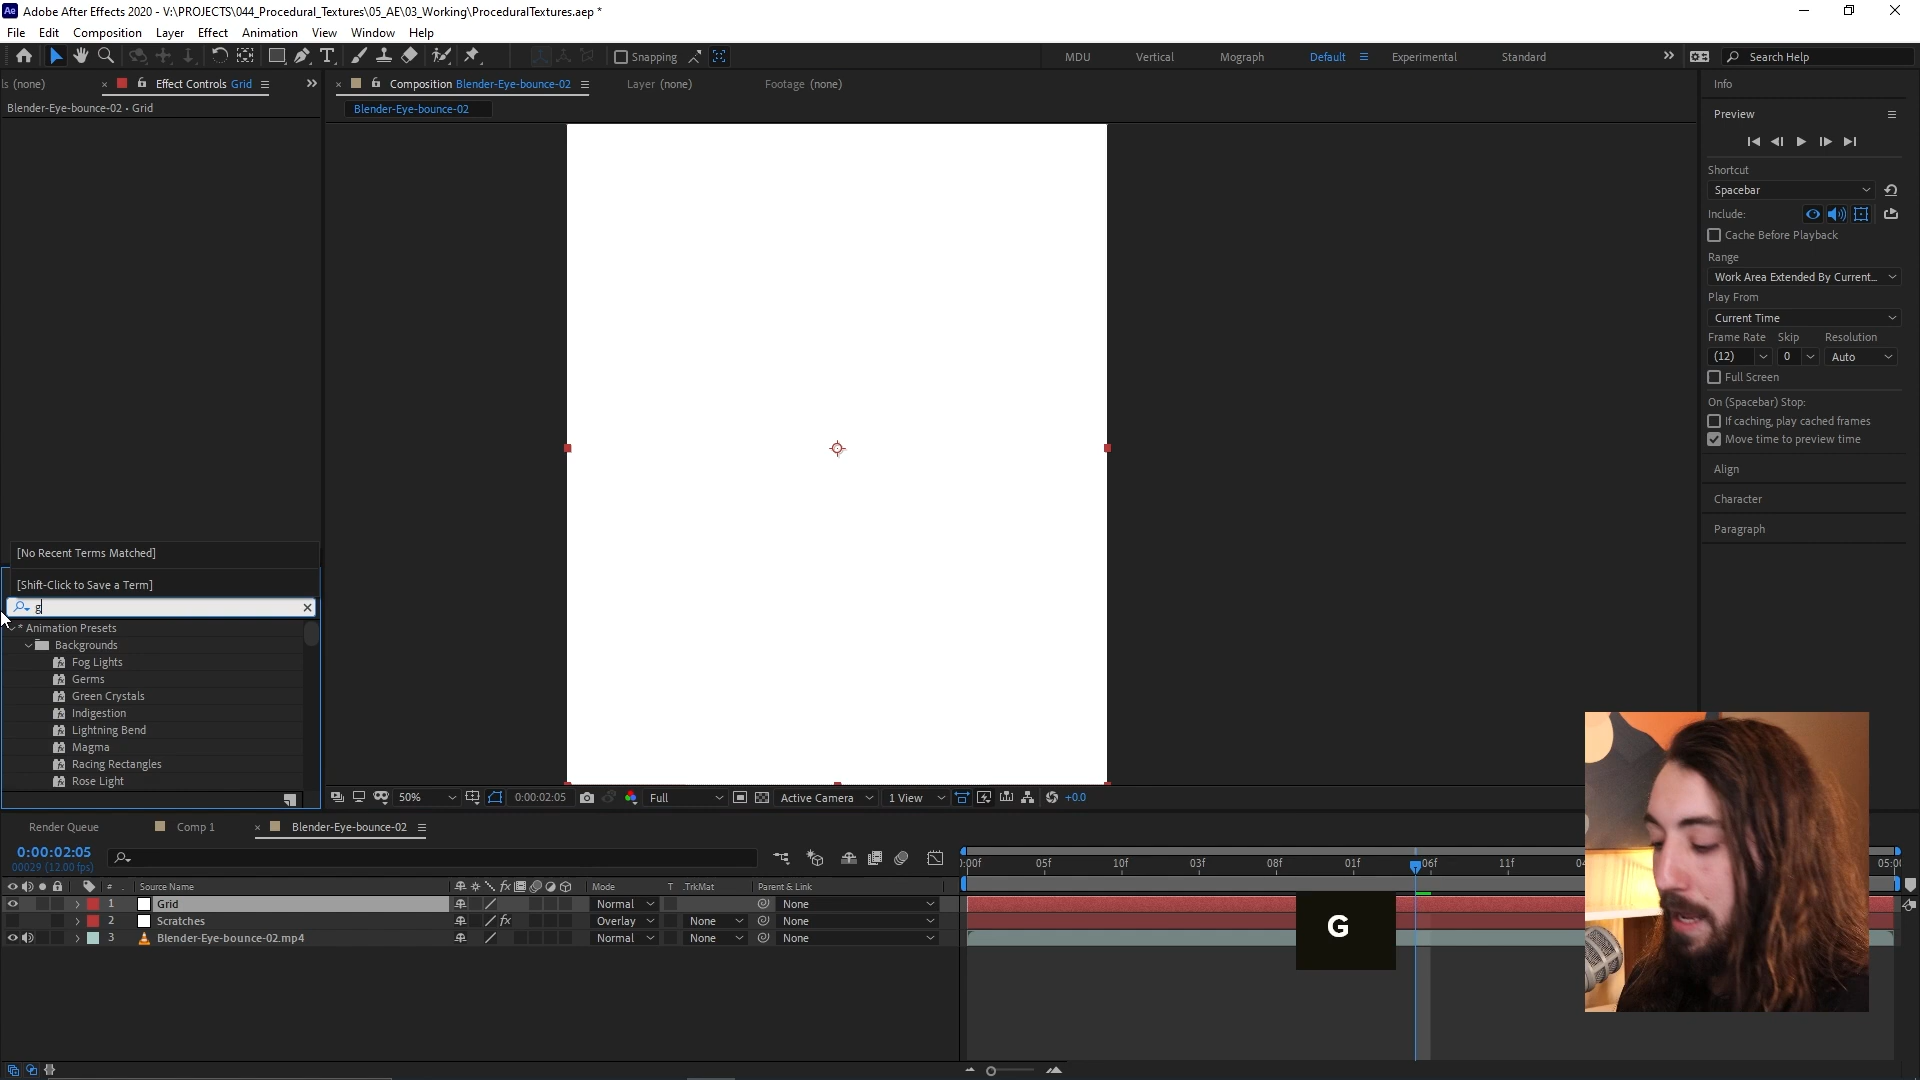 Adobe After Effects 2020 - V:\PROJECTS\044_Procedural_Textures\05_AE\03_Working\ProceduralTextures.aep *
File Edit Composition Layer Effect Animation View Window Help
Snapping
MDU Vertical Mograph Default Experimental Standard
Search Help
ls (none)
Effect Controls Grid
Composition Blender-Eye-bounce-02
Layer (none)
Footage (none)
Info
Blender-Eye-bounce-02 • Grid
Blender-Eye-bounce-02
Preview
Shortcut
Spacebar
Include:
Cache Before Playback
Range
Work Area Extended By Current...
Play From
Current Time
Frame Rate Skip Resolution
(12) 0 Auto
Full Screen
On (Spacebar) Stop:
If caching, play cached frames
Move time to preview time
Align
Character
Paragraph
[No Recent Terms Matched]
[Shift-Click to Save a Term]
g
* Animation Presets
Backgrounds
Fog Lights
Germs
Green Crystals
Indigestion
Lightning Bend
Magma
Racing Rectangles
Rose Light
50% 0:00:02:05 Full Active Camera 1 View +0.0
Render Queue Comp 1 Blender-Eye-bounce-02
0:00:02:05
00029 (12.00 fps)
):00f 05f 10f 03f 08f 01f 06f 11f 04 05:00
# Source Name Mode T .TrkMat Parent & Link
1 Grid Normal None
2 Scratches Overlay None None
3 Blender-Eye-bounce-02.mp4 Normal None None
G